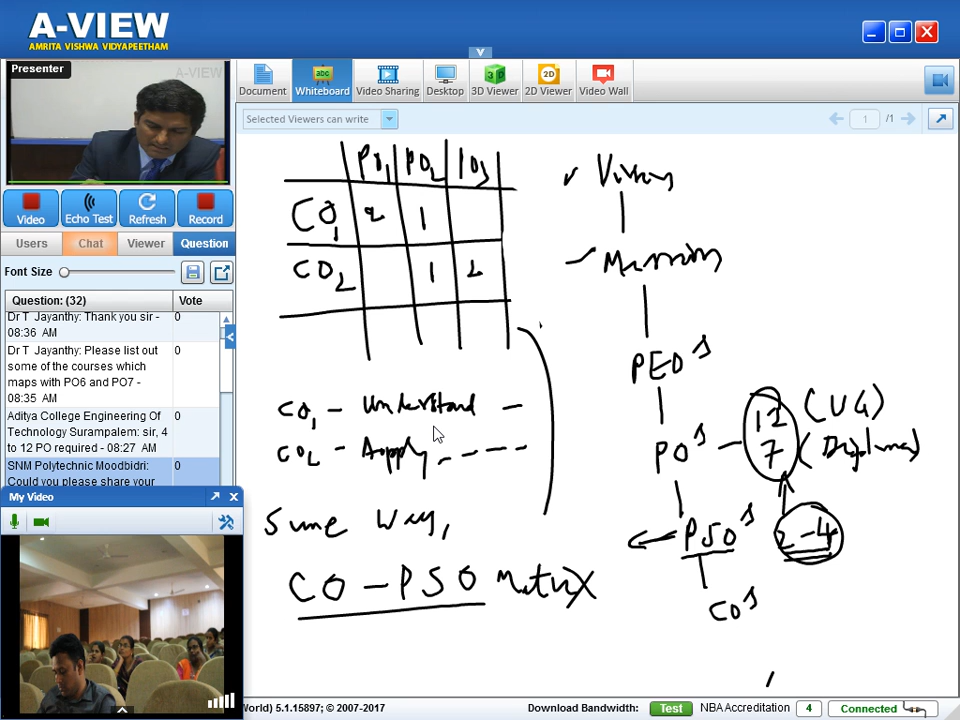 A-VIEW
AMRITA VISHWA VIDYAPEETHAM
Presenter
A-VIEW
Document
Whiteboard
Video Sharing
Desktop
3D Viewer
2D Viewer
Video Wall
Selected Viewers can write
1 /1
Video
Echo Test
Refresh
Record
Users
Chat
Viewer
Question
Font Size
Question: (32) Vote
Dr T Jayanthy: Thank you sir - 0
08:36 AM
Dr T Jayanthy: Please list out 0
some of the courses which
maps with PO6 and PO7 -
08:35 AM
Aditya College Engineering Of 0
Technology Surampalem: sir, 4
to 12 PO required - 08:27 AM
SNM Polytechnic Moodbidri: 0
Could you please share your
My Video
PO1 PO2 PO3
CO1 2 1
CO2 1 2
CO1 - Understand -
CO2 - Apply - - - -
Same Way,
CO - PSO Matrix
Vision
Mission
PEOs
POs - 12 (UG)
7 (Diploma)
PSOs 2-4
COs
World) 5.1.15897; © 2007-2017
Download Bandwidth: Test NBA Accreditation 4 Connected